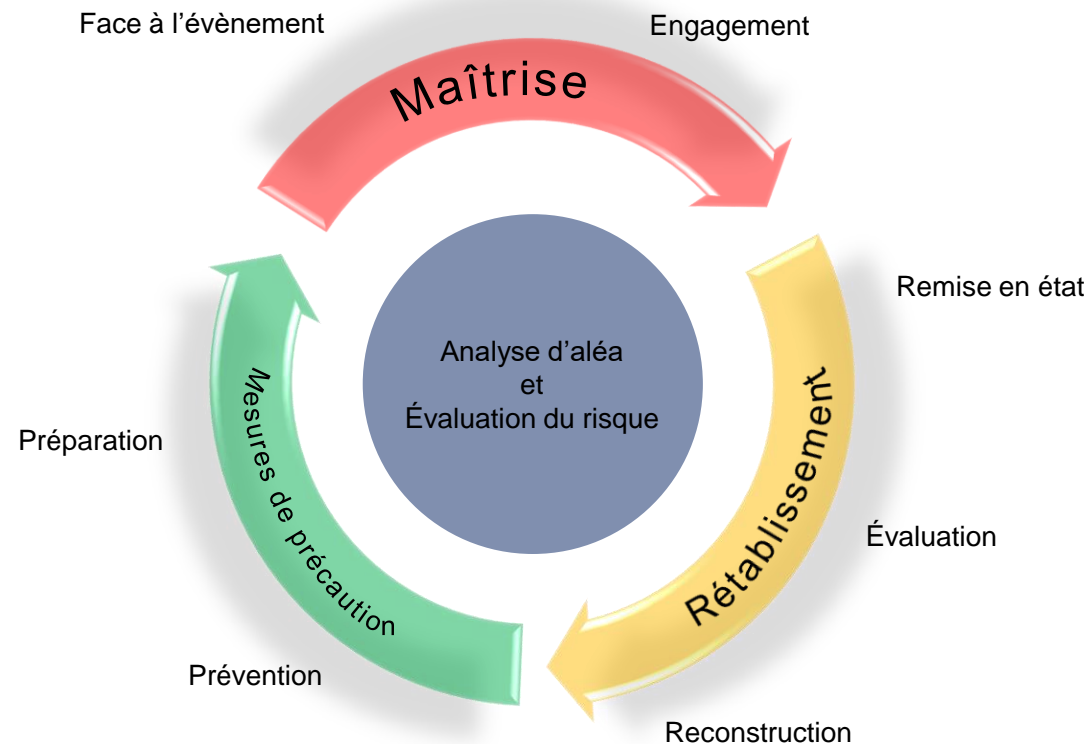 Face à l’évènement
Engagement
Maîtrise
Remise en état
Analyse d’aléa
et
Évaluation du risque
Rétablissement
Mesures de précaution
Préparation
Évaluation
Prévention
Reconstruction